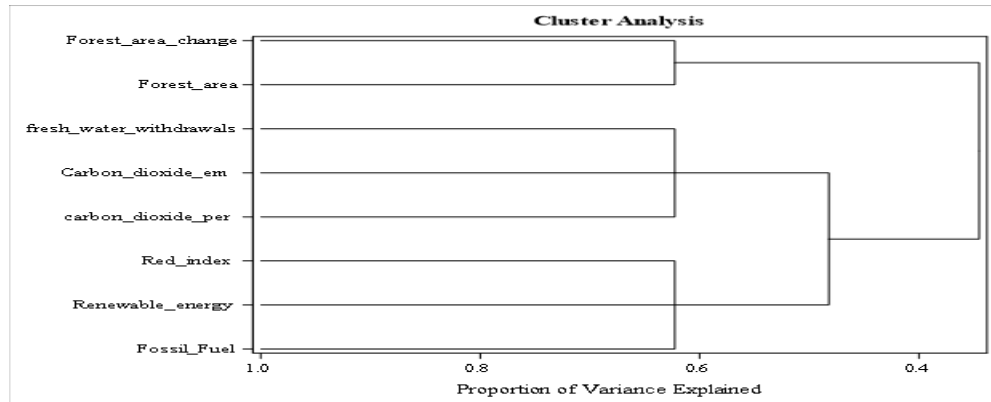 Cluster Analysis
Forest_area_change
Forest_area
fresh_water_withdrawals
Carbon_dioxide_em
carbon_dioxide_per
Red_index
Renewable_energy
Fossil_Fuel
1.0 0.8 0.6 0.4
Proportion of Variance Explained